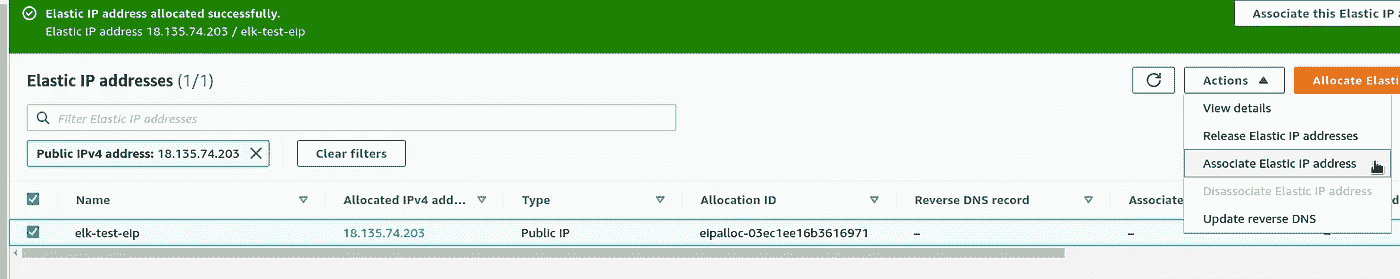 Elastic IP address allocated successfully.
Elastic IP address 18.135.74.203 / elk-test-eip
Associate this Elastic IP
Elastic IP addresses (1/1)
Actions
Allocate Elasti
Filter Elastic IP addresses
View details
Release Elastic IP addresses
Public IPv4 address: 18.135.74.203
Clear filters
Associate Elastic IP address
Disassociate Elastic IP address
Update reverse DNS
Name Allocated IPv4 add... Type Allocation ID Reverse DNS record Associate
elk-test-eip 18.135.74.203 Public IP eipalloc-03ec1ee16b3616971 – –